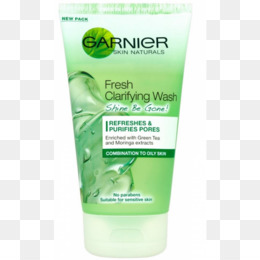 NEW PACK
GARNIER
SKIN NATURALS
Fresh
Clarifying Wash
Shine Be Gone!
REFRESHES &
PURIFIES PORES
Enriched with Green Tea
and Moringa extracts
COMBINATION TO OILY SKIN
No parabens
Suitable for sensitive skin